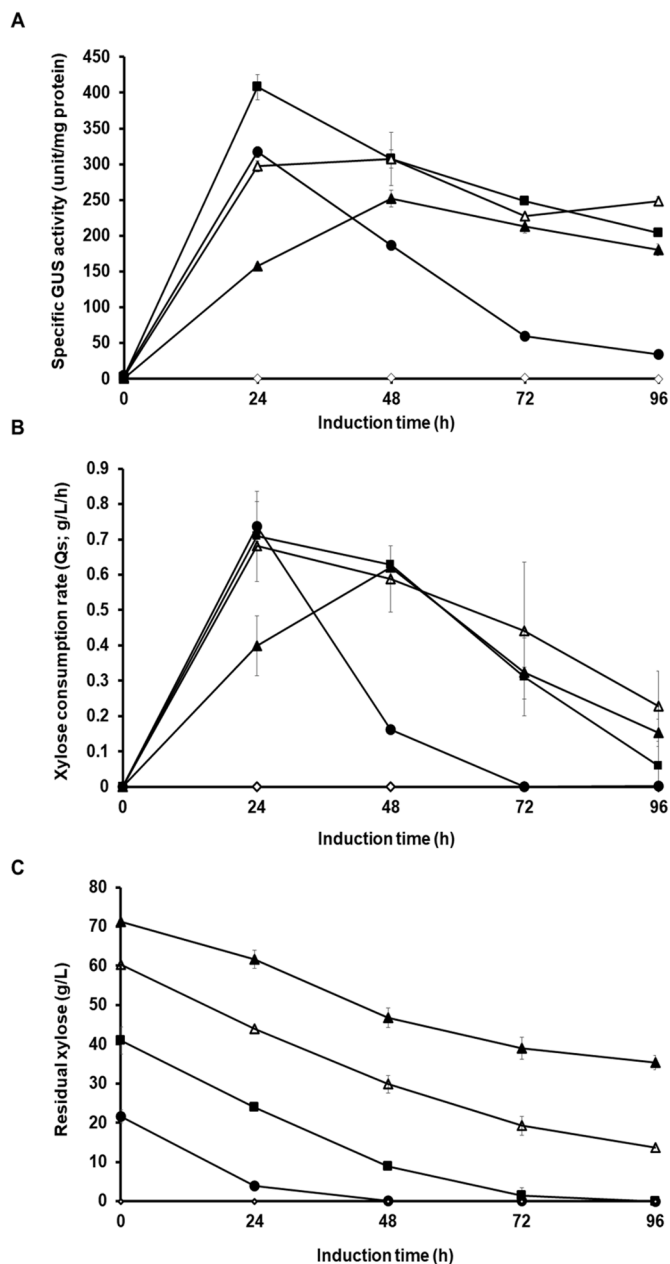 A
450
400
350
300
250
200
150
100
50
0
Specific GUS activity (unit/mg protein)
0 24 48 72 96
Induction time (h)
B
0.9
0.8
0.7
0.6
0.5
0.4
0.3
0.2
0.1
0
Xylose consumption rate (Qs; g/L/h)
0 24 48 72 96
Induction time (h)
C
80
70
60
50
40
30
20
10
0
Residual xylose (g/L)
0 24 48 72 96
Induction time (h)